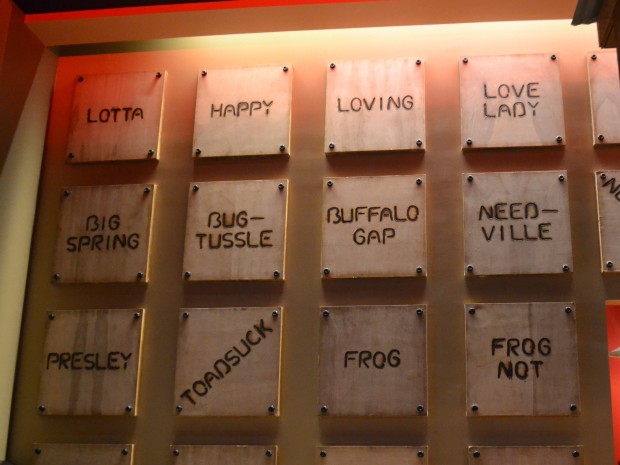 LOTTA
HAPPY
LOVING
LOVE
LADY
BIG
SPRING
BUG-
TUSSLE
BUFFALO
GAP
NEED-
VILLE
PRESLEY
TOADSUCK
FROG
FROG
NOT